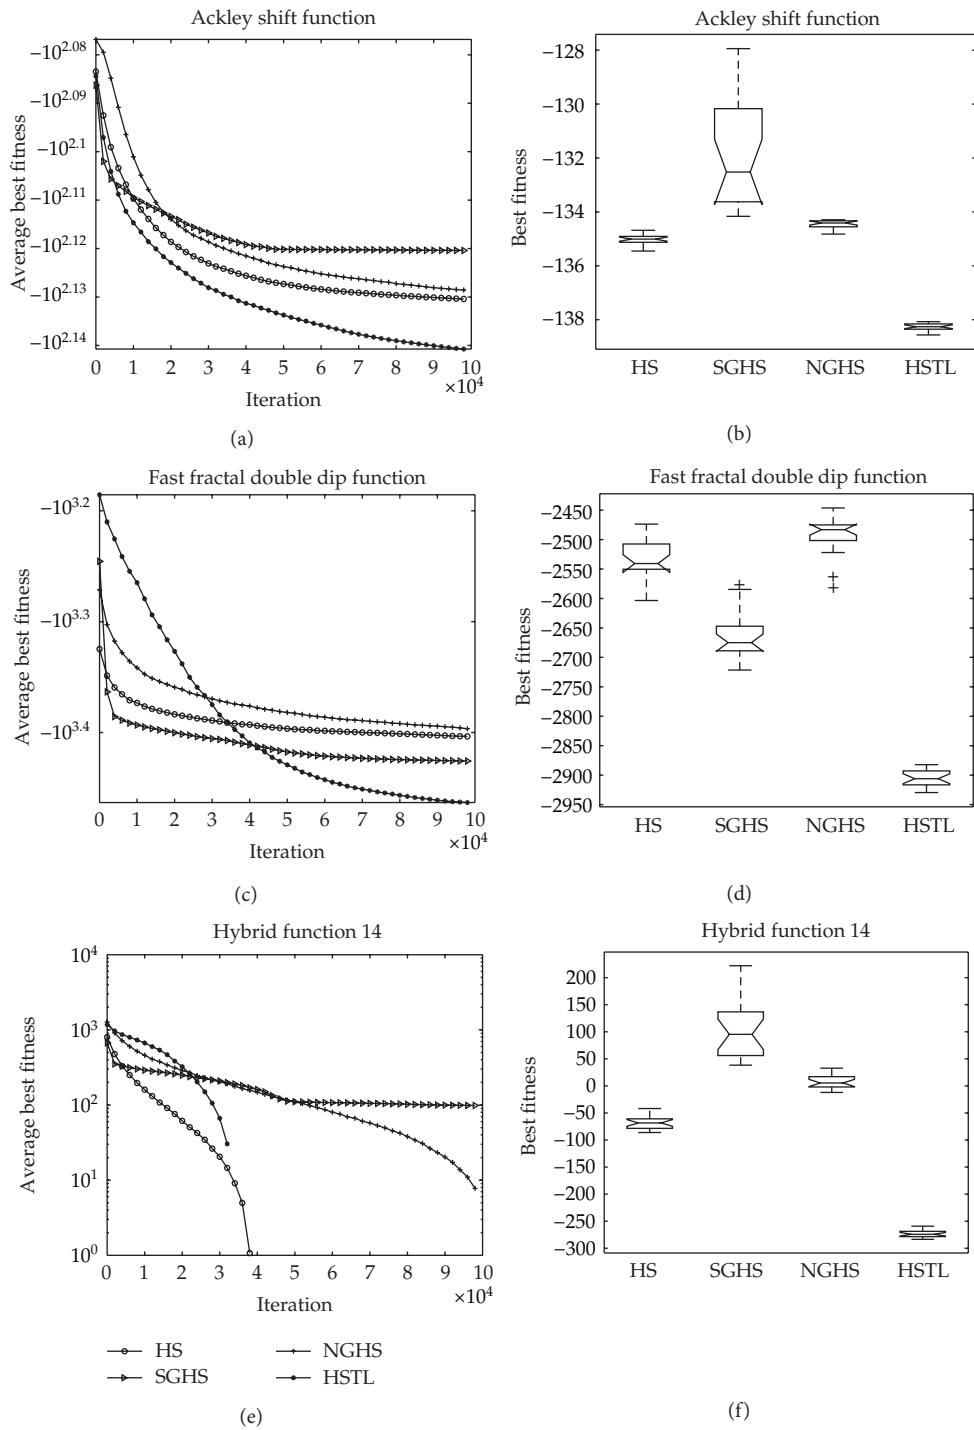 Ackley shift function
−10^2.08
−10^2.09
−10^2.1
−10^2.11
−10^2.12
−10^2.13
−10^2.14
Average best fitness
0 1 2 3 4 5 6 7 8 9 10
×10^4
Iteration
(a)
Ackley shift function
−128
−130
−132
−134
−136
−138
Best fitness
HS SGHS NGHS HSTL
(b)
Fast fractal double dip function
−10^3.2
−10^3.3
−10^3.4
Average best fitness
0 1 2 3 4 5 6 7 8 9 10
×10^4
Iteration
(c)
Fast fractal double dip function
−2450
−2500
−2550
−2600
−2650
−2700
−2750
−2800
−2850
−2900
−2950
Best fitness
HS SGHS NGHS HSTL
(d)
Hybrid function 14
10^4
10^3
10^2
10^1
10^0
Average best fitness
0 1 2 3 4 5 6 7 8 9 10
×10^4
Iteration
HS NGHS
SGHS HSTL
(e)
Hybrid function 14
200
150
100
50
0
−50
−100
−150
−200
−250
−300
Best fitness
HS SGHS NGHS HSTL
(f)